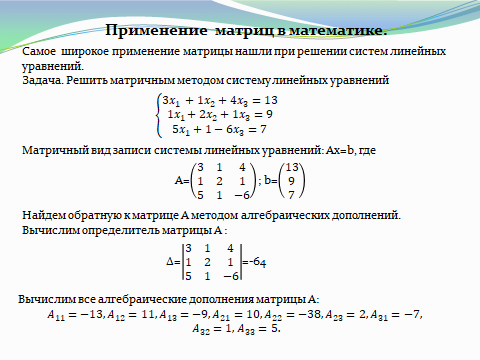 Применение матриц в математике.
Самое широкое применение матрицы нашли при решении систем линейных
уравнений.
Задача. Решить матричным методом систему линейных уравнений
3x₁ + 1x₂ + 4x₃ = 13
1x₁ + 2x₂ + 1x₃ = 9
5x₁ + 1 − 6x₃ = 7
Матричный вид записи системы линейных уравнений: Ax=b, где
A=(3 1 4; 1 2 1; 5 1 −6) ; b=(13; 9; 7)
Найдем обратную к матрице А методом алгебраических дополнений.
Вычислим определитель матрицы А :
Δ=|3 1 4; 1 2 1; 5 1 −6|=-64
Вычислим все алгебраические дополнения матрицы А:
A₁₁ = −13, A₁₂ = 11, A₁₃ = −9, A₂₁ = 10, A₂₂ = −38, A₂₃ = 2, A₃₁ = −7,
A₃₂ = 1, A₃₃ = 5.